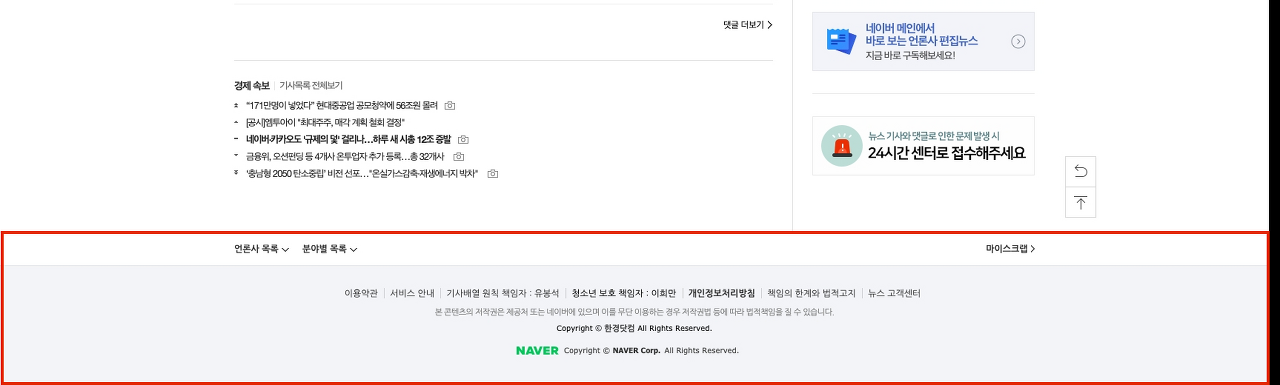 댓글 더보기
네이버 메인에서
바로 보는 언론사 편집뉴스
지금 바로 구독해보세요!
경제 속보 기사목록 전체보기
"171만명이 넣었다" 현대중공업 공모청약에 56조원 몰려
[공시]엠투아이 "최대주주, 매각 계획 철회 결정"
네이버·카카오도 '규제의 덫' 걸리나…하루 새 시총 12조 증발
금융위, 오션펀딩 등 4개사 온투업자 추가 등록…총 32개사
'충남형 2050 탄소중립' 비전 선포…"온실가스감축·재생에너지 박차"
뉴스 기사와 댓글로 인한 문제 발생 시
24시간 센터로 접수해주세요
언론사 목록 분야별 목록 마이스크랩
이용약관 서비스 안내 기사배열 원칙 책임자 : 유봉석 청소년 보호 책임자 : 이희만 개인정보처리방침 책임의 한계와 법적고지 뉴스 고객센터
본 콘텐츠의 저작권은 제공처 또는 네이버에 있으며 이를 무단 이용하는 경우 저작권법 등에 따라 법적책임을 질 수 있습니다.
Copyright © 한경닷컴 All Rights Reserved.
NAVER Copyright © NAVER Corp. All Rights Reserved.